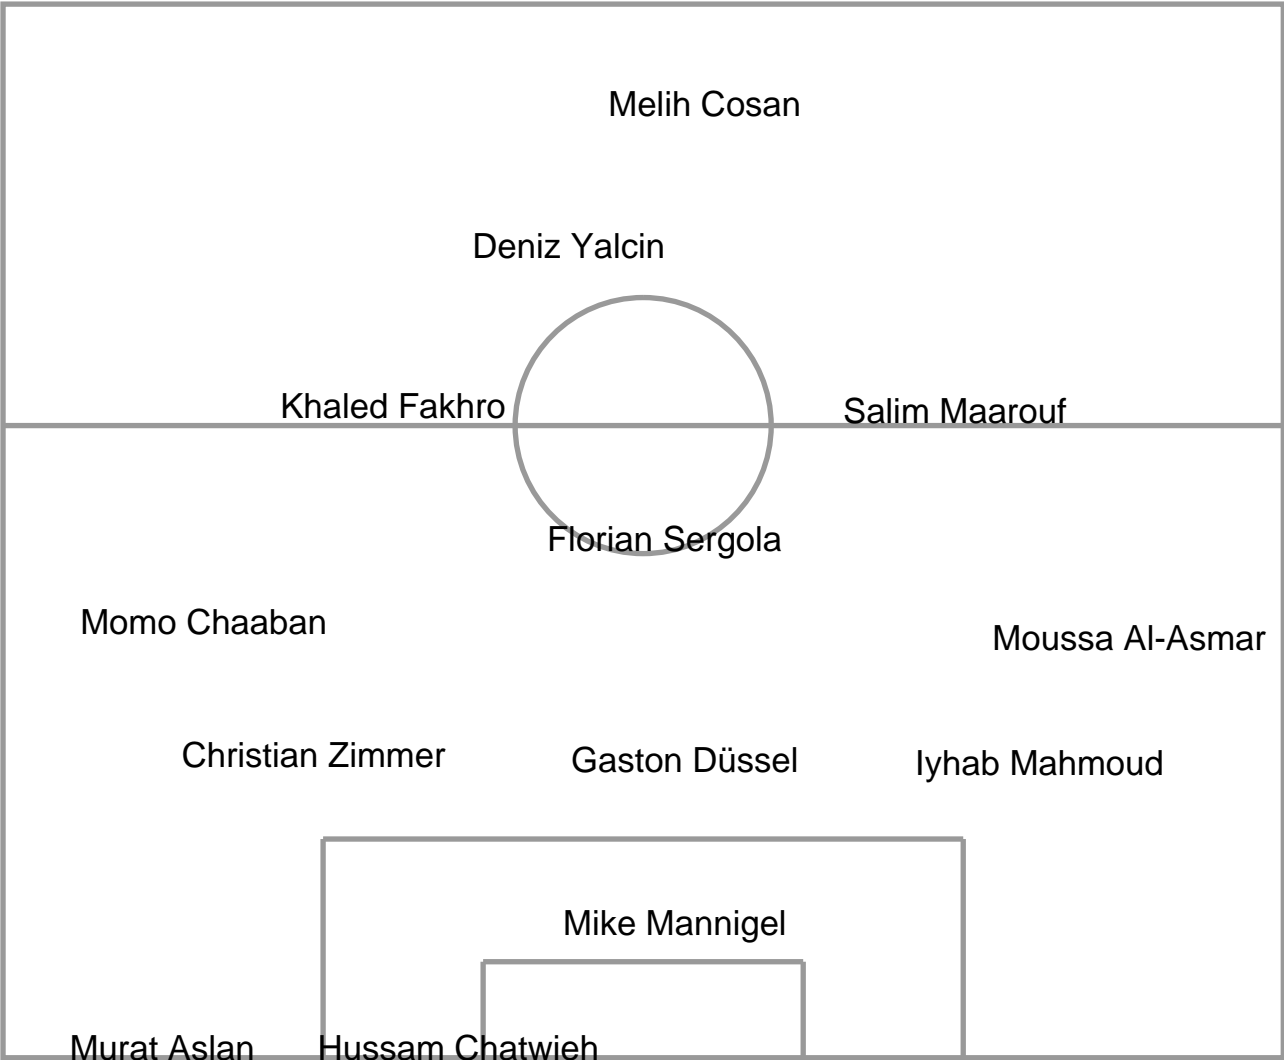 Melih Cosan
Deniz Yalcin
Khaled Fakhro
Salim Maarouf
Florian Sergola
Momo Chaaban
Moussa Al-Asmar
Christian Zimmer
Gaston Düssel
Iyhab Mahmoud
Mike Mannigel
Murat Aslan
Hussam Chatwieh